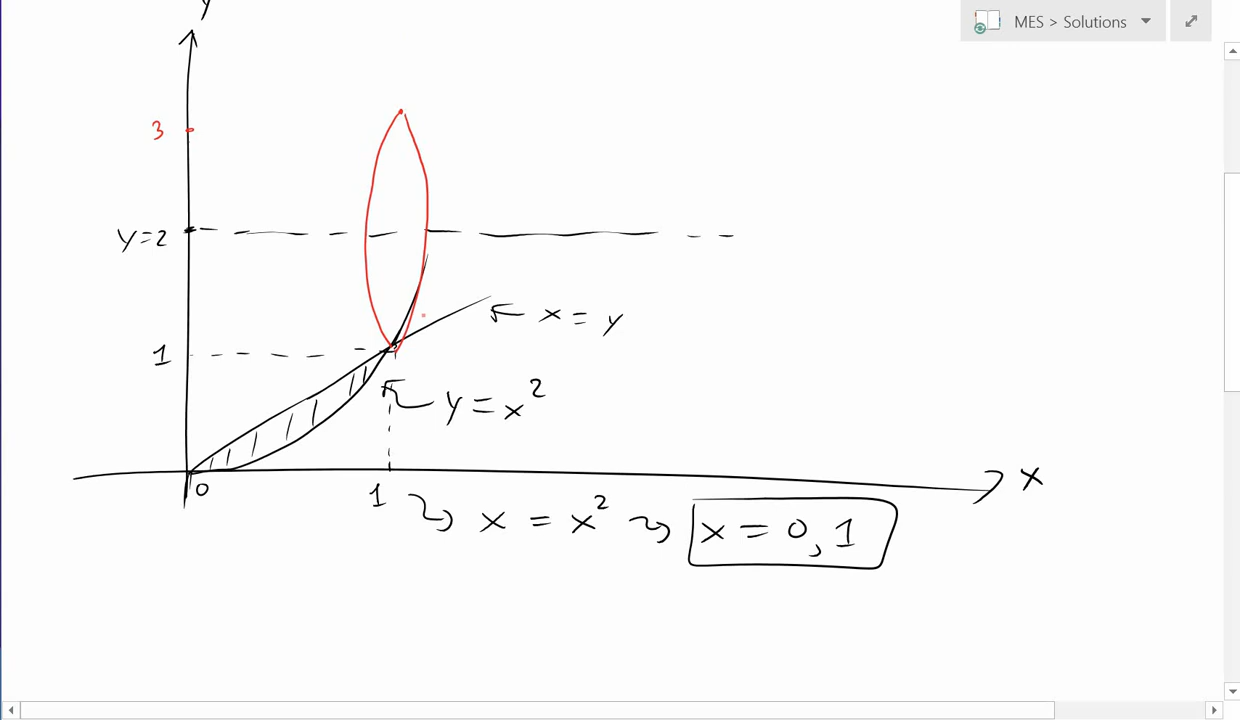 MES > Solutions
y
3
y=2
x = y
1
y = x²
0
x
1
x = x²
x = 0, 1